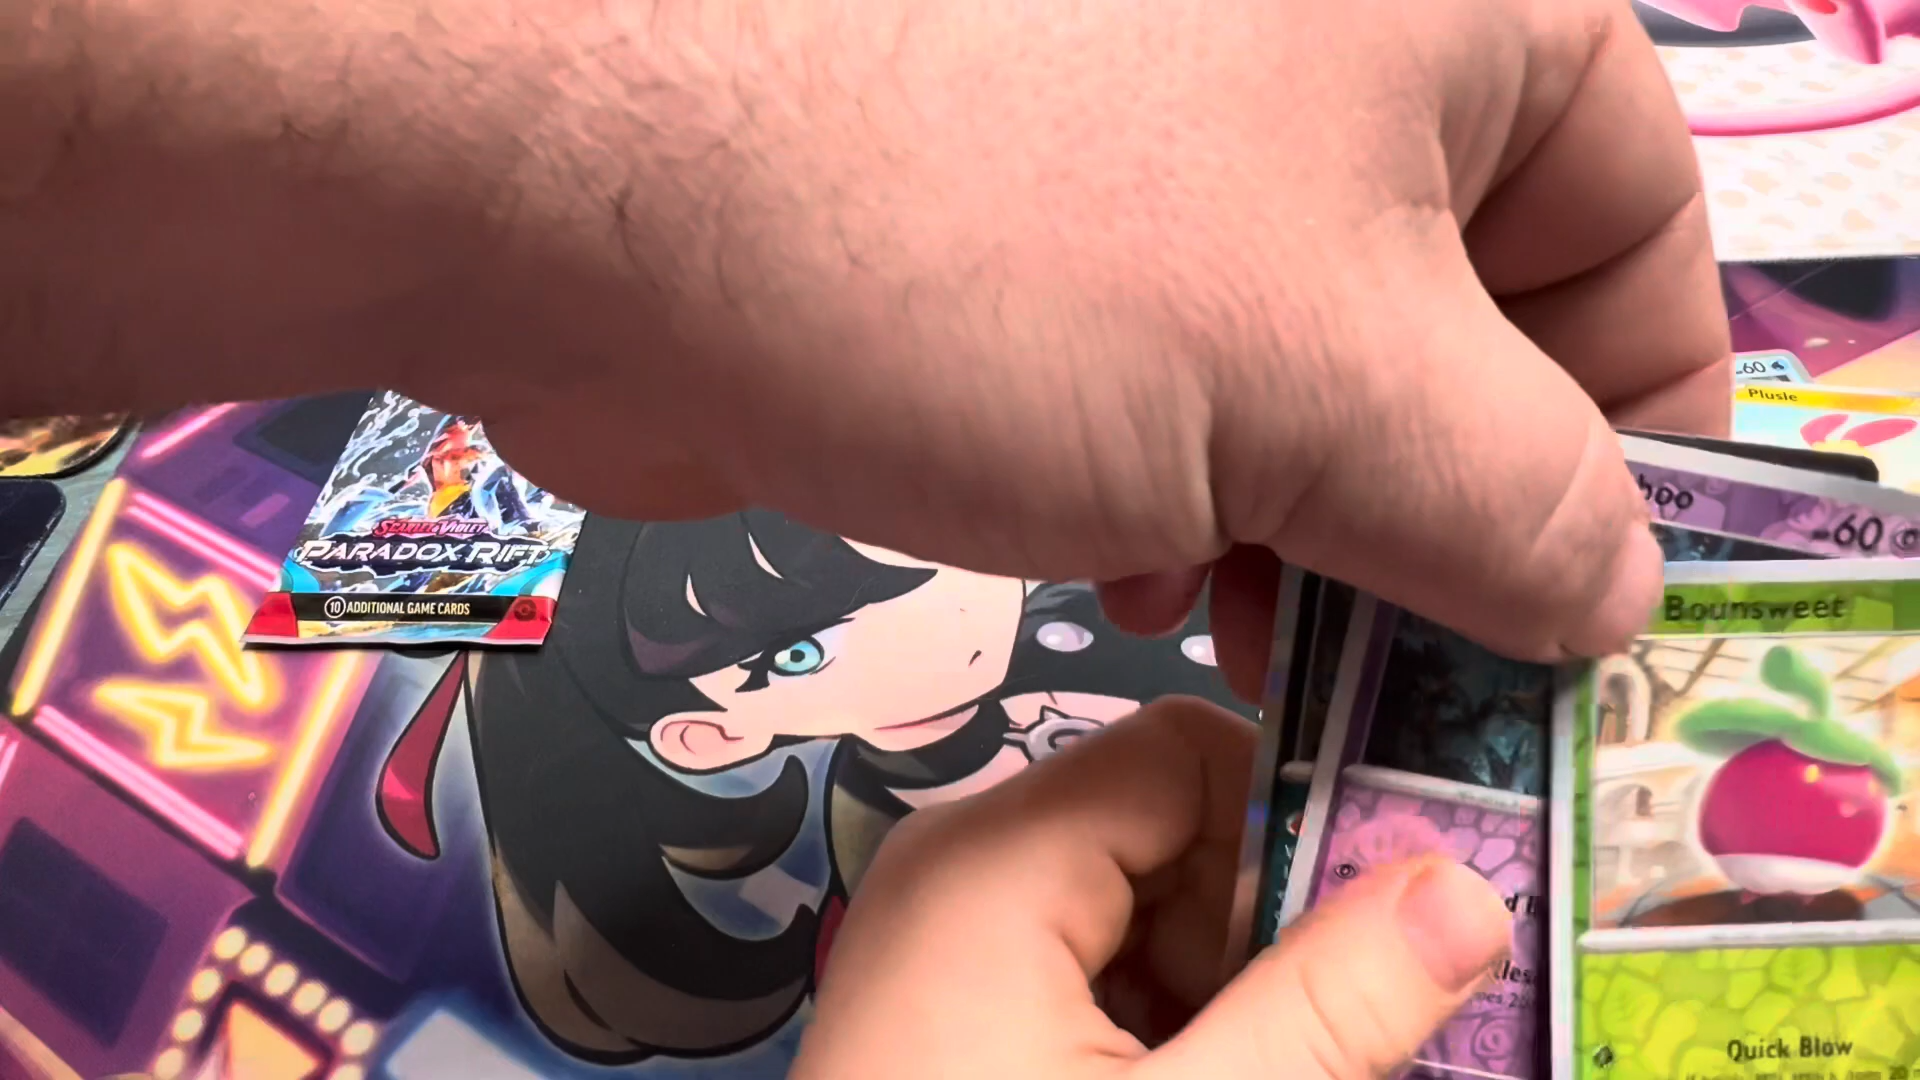 60
Plusle
hoo
60
Bounsweet
SCARLET & VIOLET
PARADOX RIFT
10 ADDITIONAL GAME CARDS
Quick Blow